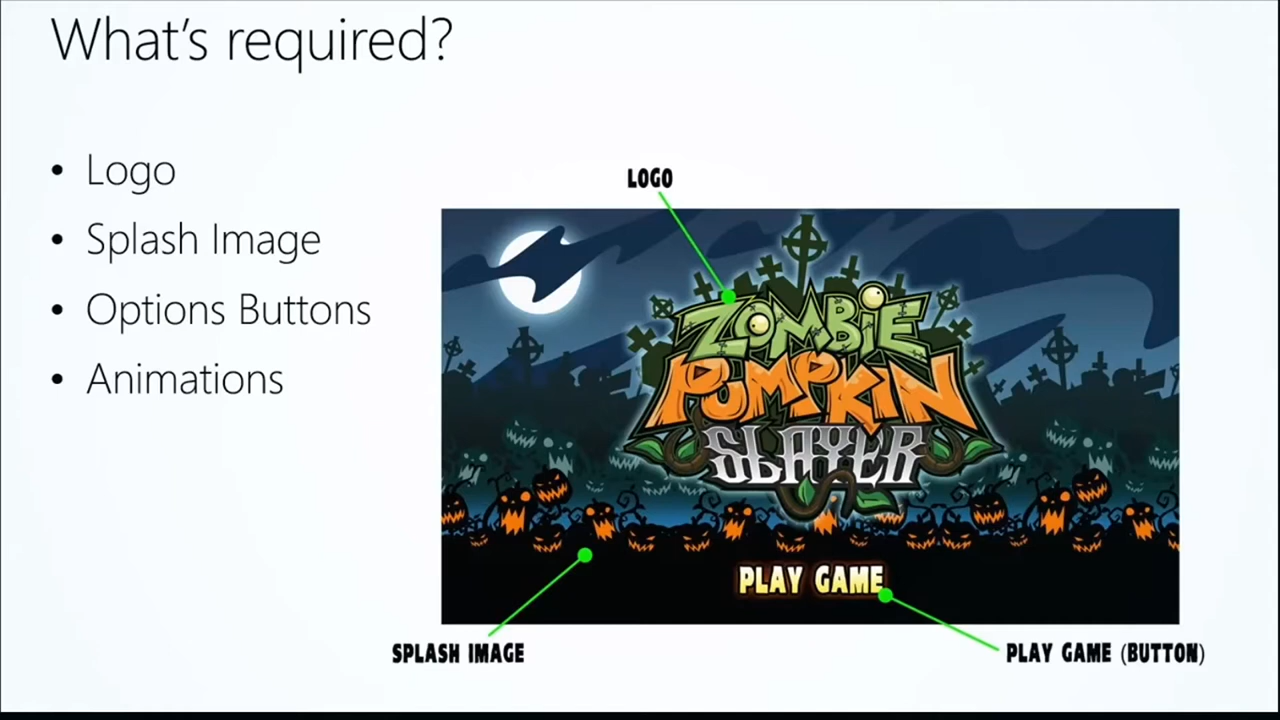 What's required?
• Logo
• Splash Image
• Options Buttons
• Animations
LOGO
ZOMBIE
PUMPKIN
SLAYER
PLAY GAME
SPLASH IMAGE
PLAY GAME (BUTTON)